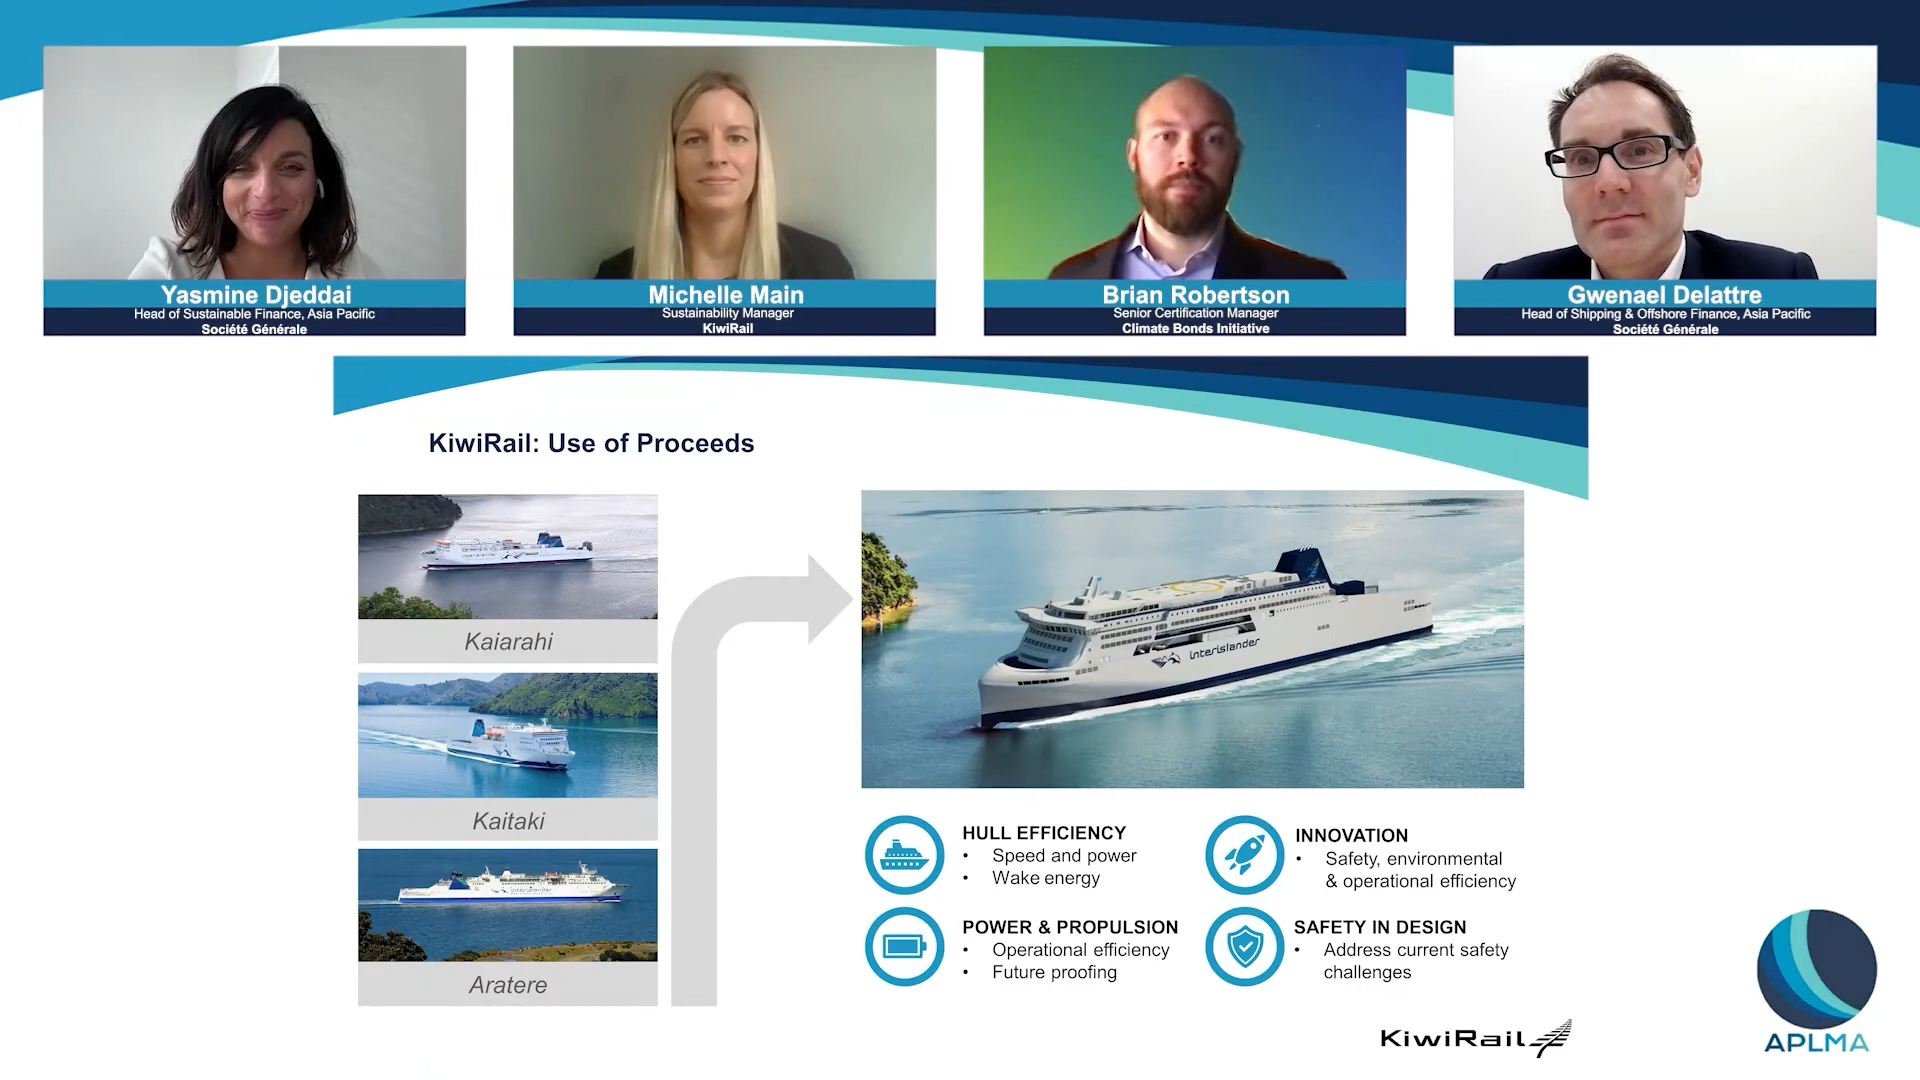 Yasmine Djeddai
Head of Sustainable Finance, Asia Pacific
Société Générale
Michelle Main
Sustainability Manager
KiwiRail
Brian Robertson
Senior Certification Manager
Climate Bonds Initiative
Gwenael Delattre
Head of Shipping & Offshore Finance, Asia Pacific
Société Générale
KiwiRail: Use of Proceeds
Kaiarahi
Kaitaki
interislander
Aratere
interislander
HULL EFFICIENCY
• Speed and power
• Wake energy
INNOVATION
• Safety, environmental
& operational efficiency
POWER & PROPULSION
• Operational efficiency
• Future proofing
SAFETY IN DESIGN
• Address current safety
challenges
KiwiRail
APLMA